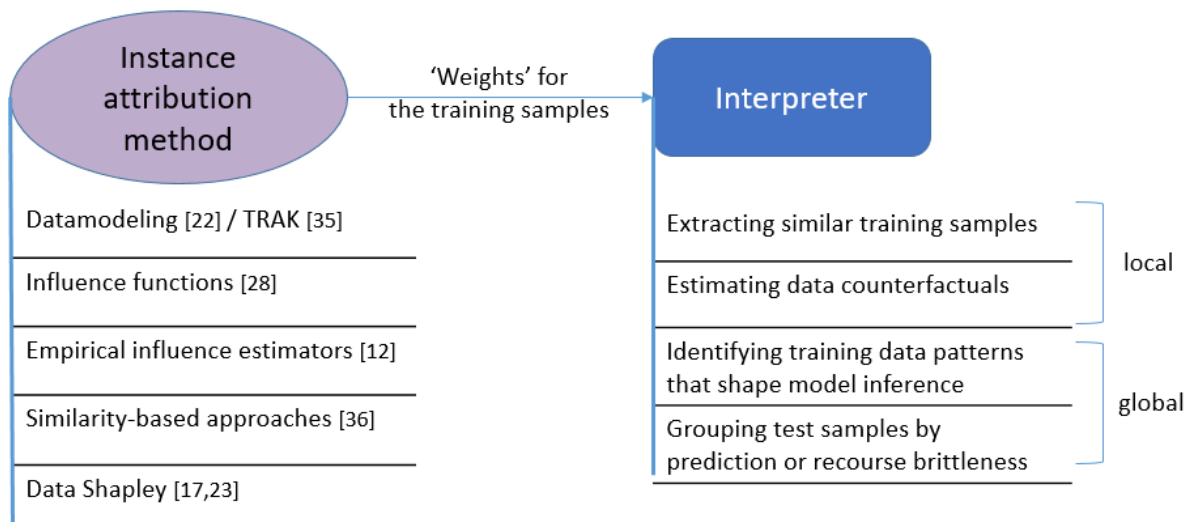 Instance
attribution
method
'Weights' for
the training samples
Interpreter
Datamodeling [22] / TRAK [35]
Influence functions [28]
Empirical influence estimators [12]
Similarity-based approaches [36]
Data Shapley [17,23]
Extracting similar training samples
Estimating data counterfactuals
local
Identifying training data patterns
that shape model inference
Grouping test samples by
prediction or recourse brittleness
global